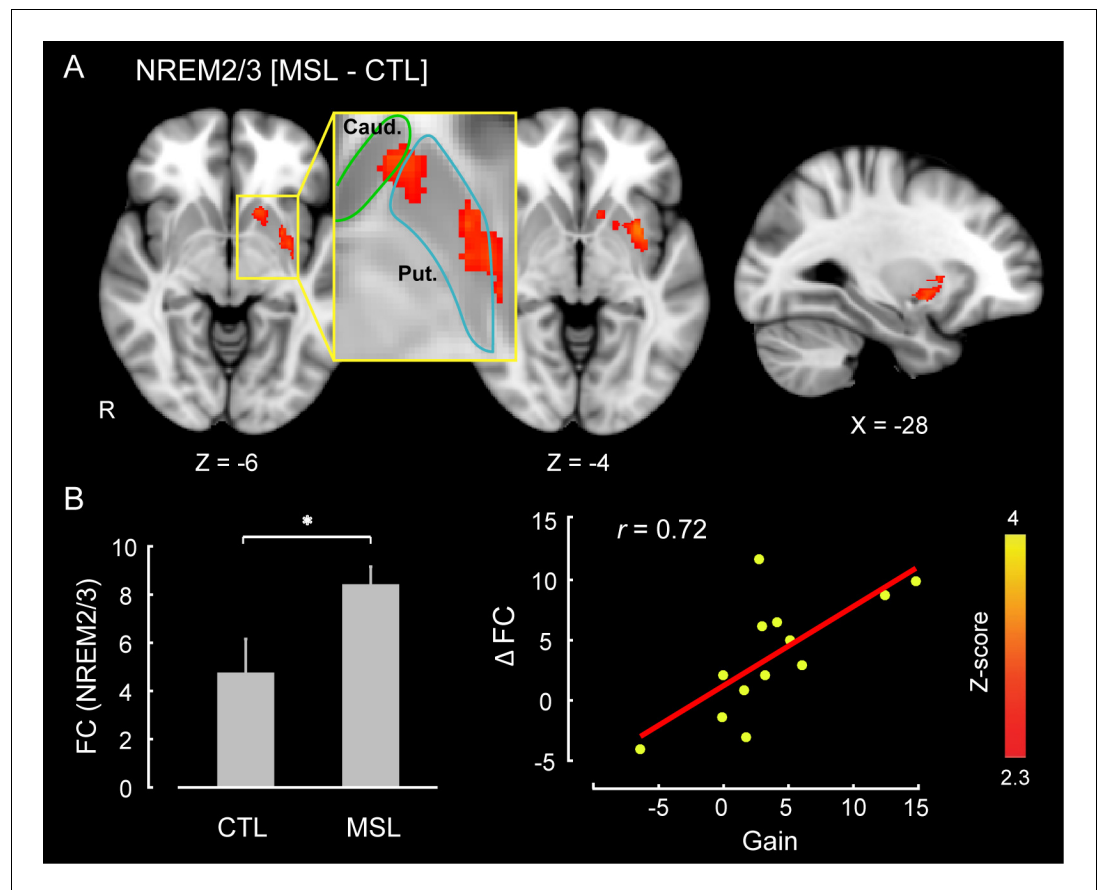 A
NREM2/3 [MSL - CTL]
Caud.
Put.
R
Z = -6
Z = -4
X = -28
B
*
10
8
6
4
2
0
FC (NREM2/3)
CTL
MSL
r = 0.72
15
10
5
0
-5
Δ FC
-5
0
5
10
15
Gain
4
Z-score
2.3